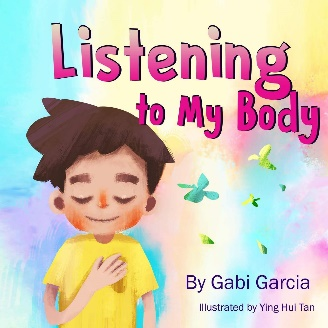 Listening
to My Body
By Gabi Garcia
Illustrated by Ying Hui Tan